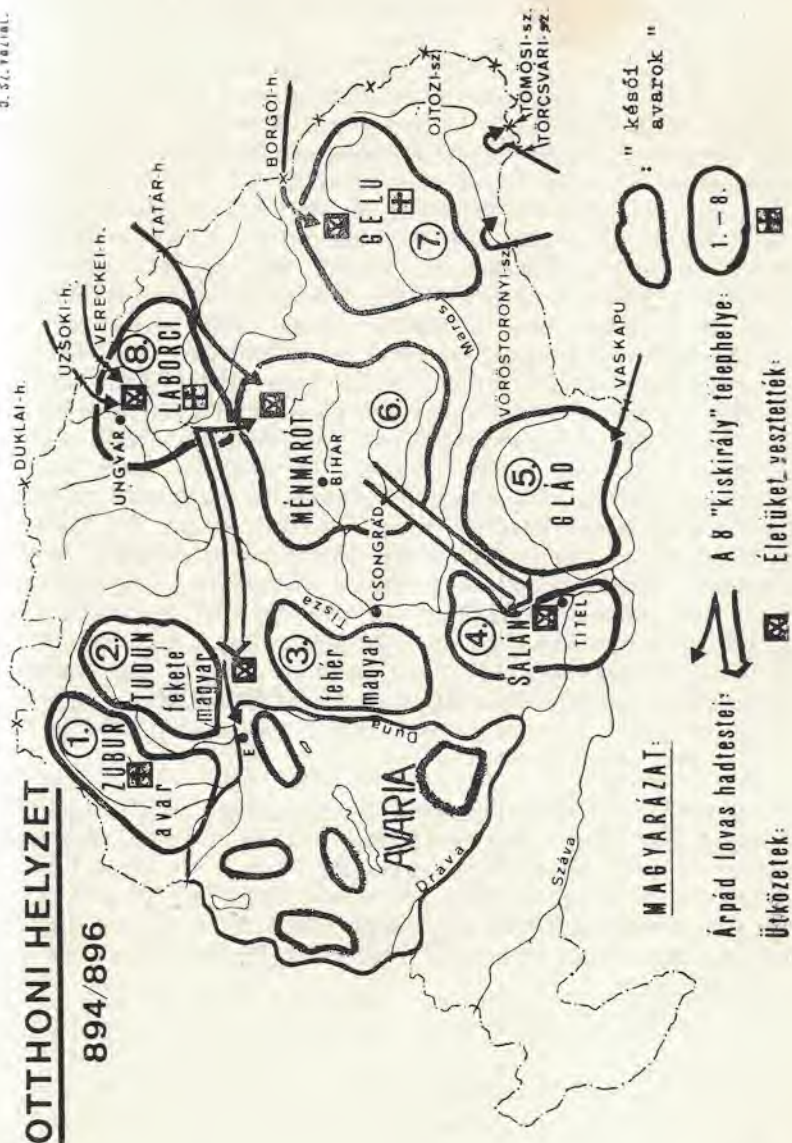 OTTHONI HELYZET
894/896
DUKLAI-h.
UZSOKI-h.
VERECKEI-h.
TATÁR-h.
BORGÓI-h.
OJTOZI-sz.
TÖMÖSI-sz.
TÖRCSVÁRI-sz.
VÖRÖSTORONYI-sz.
VASKAPU
1.
ZUBUR
avar
2.
TUDUN
fekete
magyar
3.
fehér
magyar
4.
SALÁN
TITEL
5.
GLÁD
6.
MÉNMARÓT
BIHAR
7.
GELU
8.
LABORCI
UNGVÁR
CSONGRÁD
E
AVARIA
Tisza
Duna
Dráva
Száva
Maros
MAGYARÁZAT:
Árpád lovas hadtestei:
Ütközetek:
A 8 "kiskirály" telephelye:
1.–8.
Életüket vesztették:
: " késői
avarok "